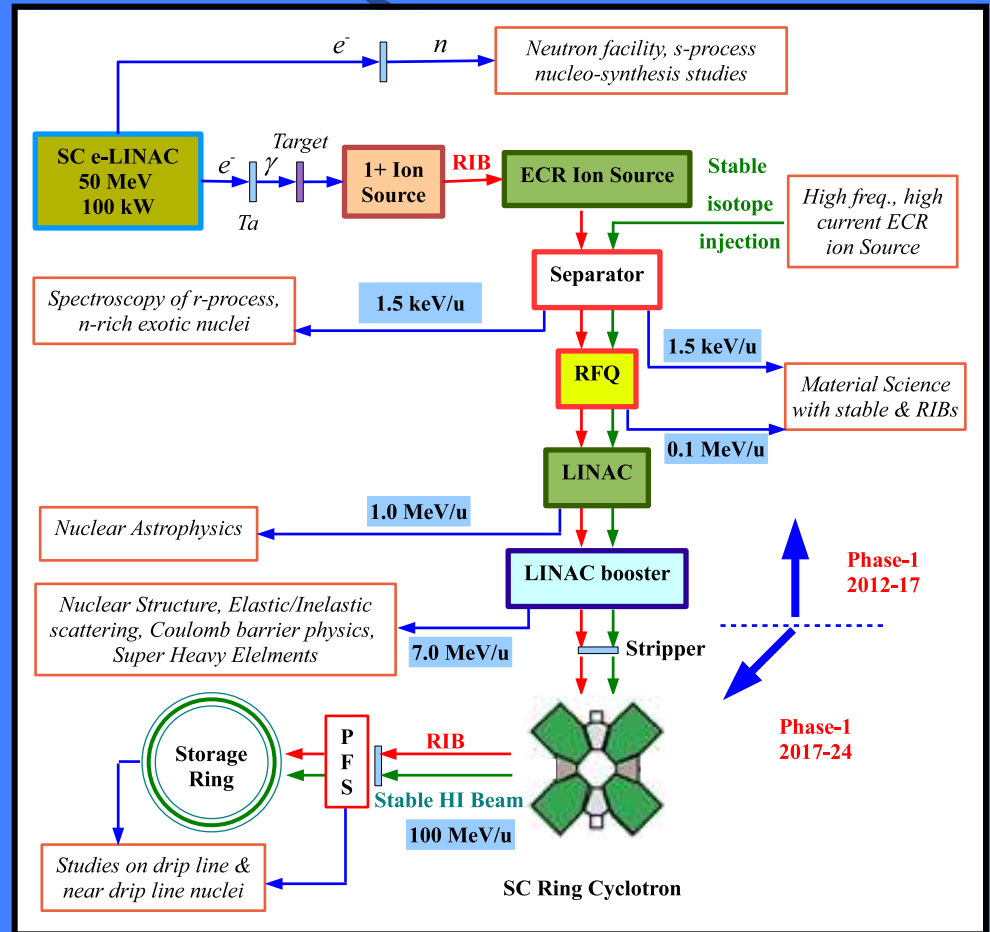 e-
n
Neutron facility, s-process
nucleo-synthesis studies
SC e-LINAC
50 MeV
100 kW
e-
γ
Target
Ta
1+ Ion
Source
RIB
ECR Ion Source
Stable
isotope
injection
High freq., high
current ECR
ion Source
Separator
Spectroscopy of r-process,
n-rich exotic nuclei
1.5 keV/u
1.5 keV/u
RFQ
Material Science
with stable & RIBs
0.1 MeV/u
LINAC
1.0 MeV/u
Nuclear Astrophysics
LINAC booster
Phase-1
2012-17
Nuclear Structure, Elastic/Inelastic
scattering, Coulomb barrier physics,
Super Heavy Elelments
7.0 MeV/u
Stripper
Phase-1
2017-24
Storage
Ring
P
F
S
RIB
Stable HI Beam
100 MeV/u
Studies on drip line &
near drip line nuclei
SC Ring Cyclotron